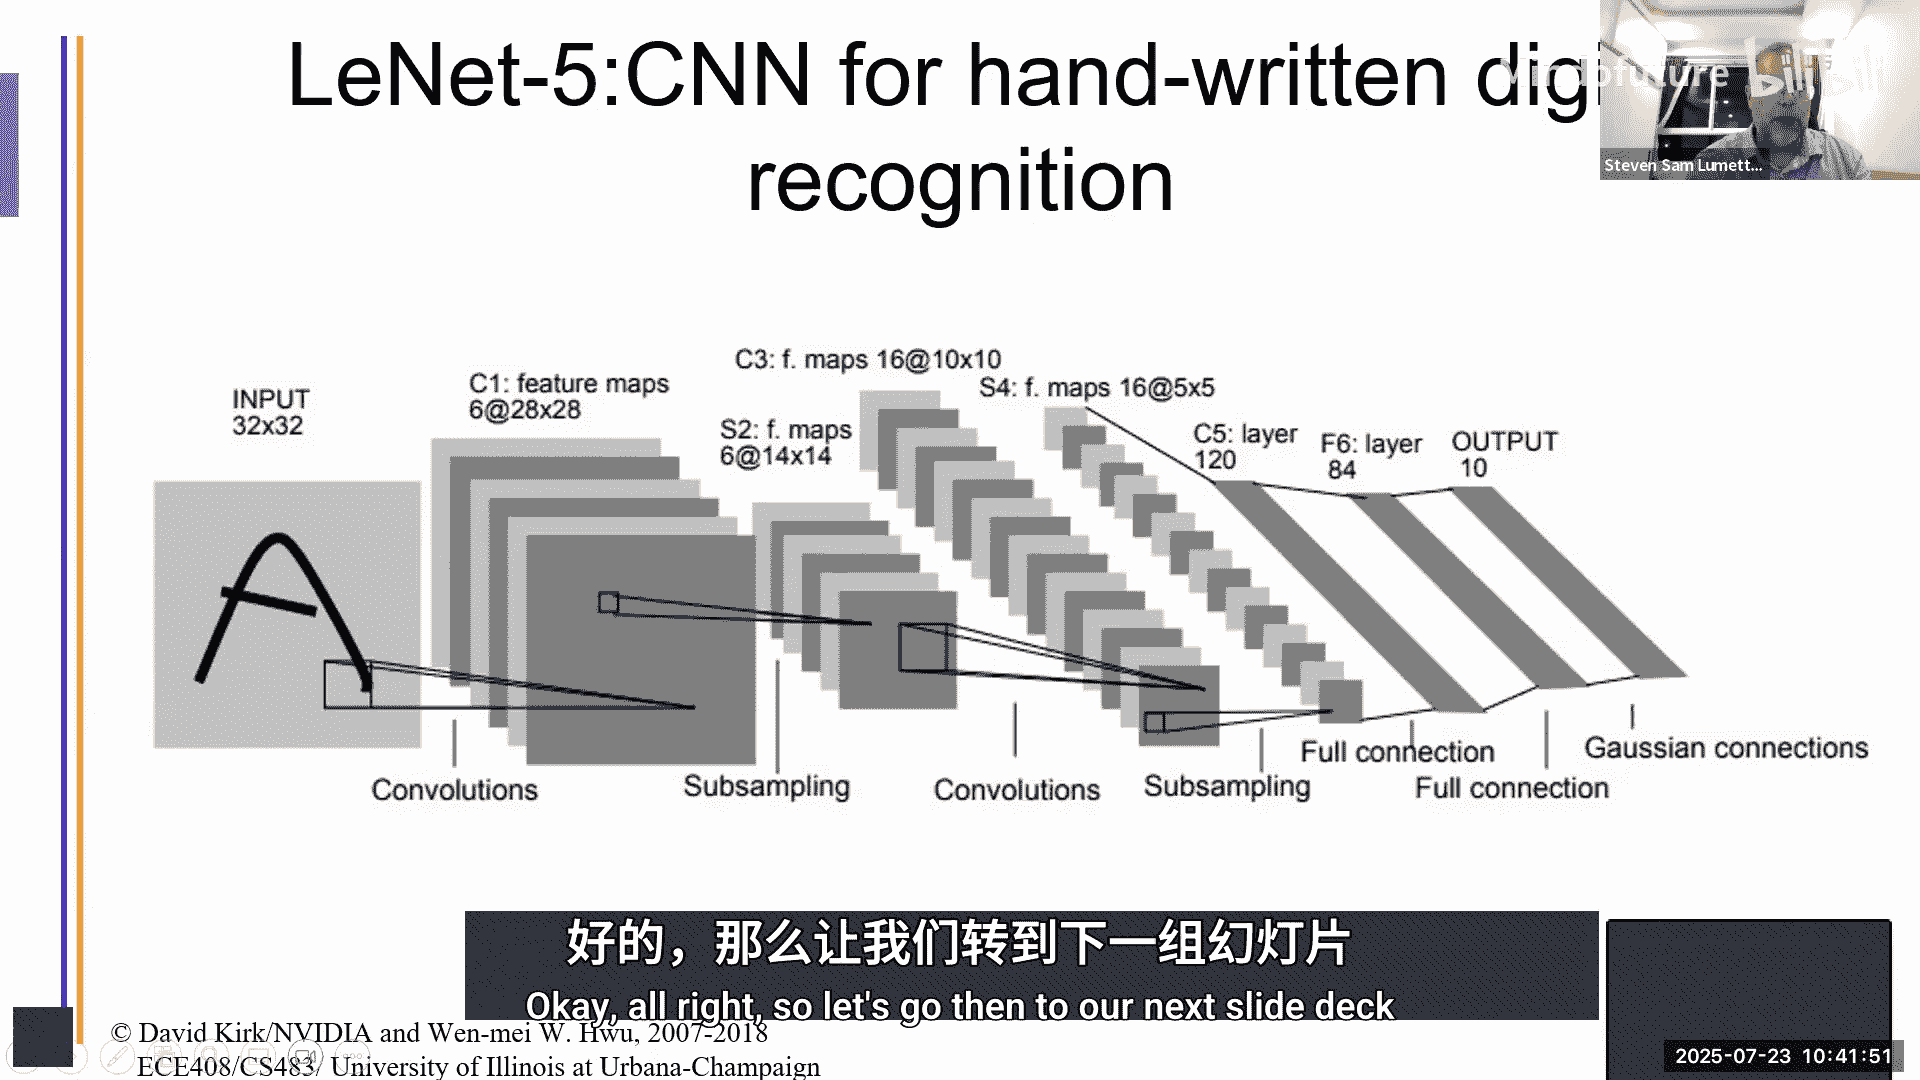 LeNet-5:CNN for hand-written digi
recognition
bilibili
Steven Sam Lumett...
C3: f. maps 16@10x10
S4: f. maps 16@5x5
INPUT
32x32
C1: feature maps
6@28x28
S2: f. maps
6@14x14
C5: layer
120
F6: layer
84
OUTPUT
10
Convolutions
Subsampling
Convolutions
Subsampling
Full connection
Full connection
Gaussian connections
好的，那么让我们转到下一组幻灯片
Okay, all right, so let's go then to our next slide deck
© David Kirk/NVIDIA and Wen-mei W. Hwu, 2007-2018
ECE408/CS483/ University of Illinois at Urbana-Champaign
2025-07-23 10:41:51